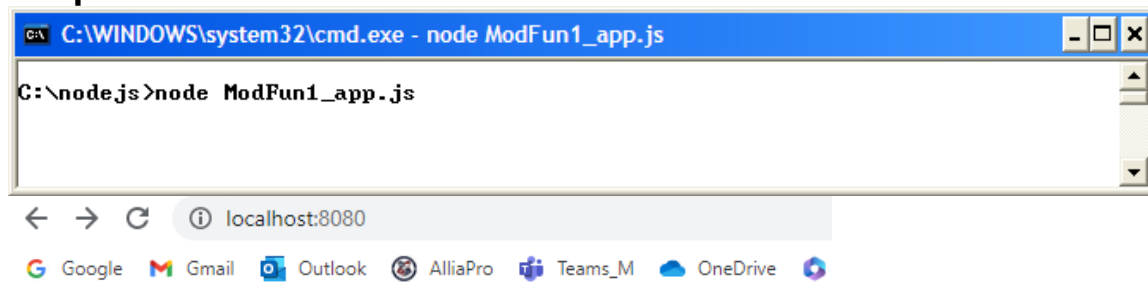 C:\WINDOWS\system32\cmd.exe - node ModFun1_app.js
C:\nodejs>node ModFun1_app.js
localhost:8080
Google Gmail Outlook AlliaPro Teams_M OneDrive